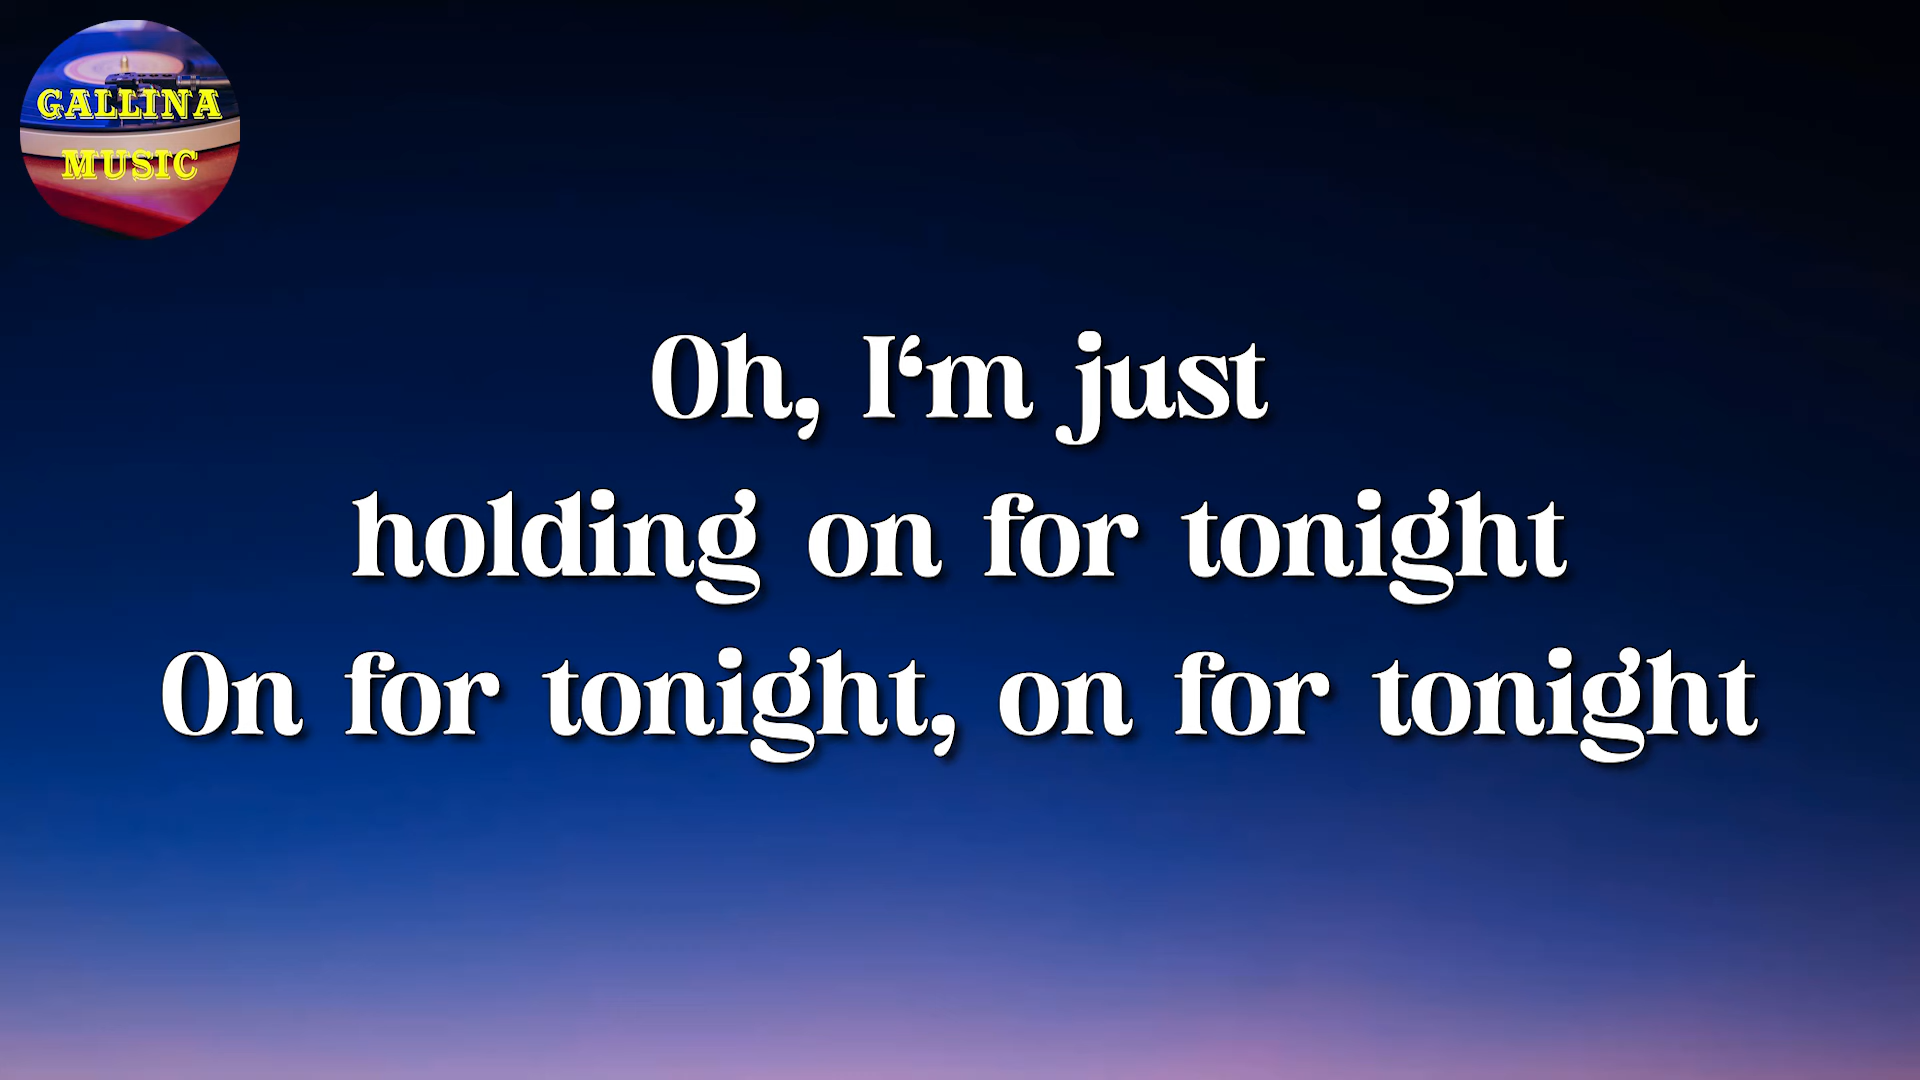 GALLINA
MUSIC
Oh, I‘m just
holding on for tonight
On for tonight, on for tonight